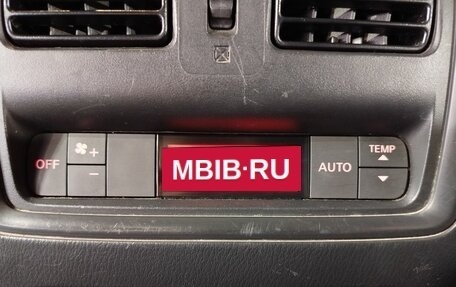 OFF
+
−
MBIB·RU
AUTO
TEMP